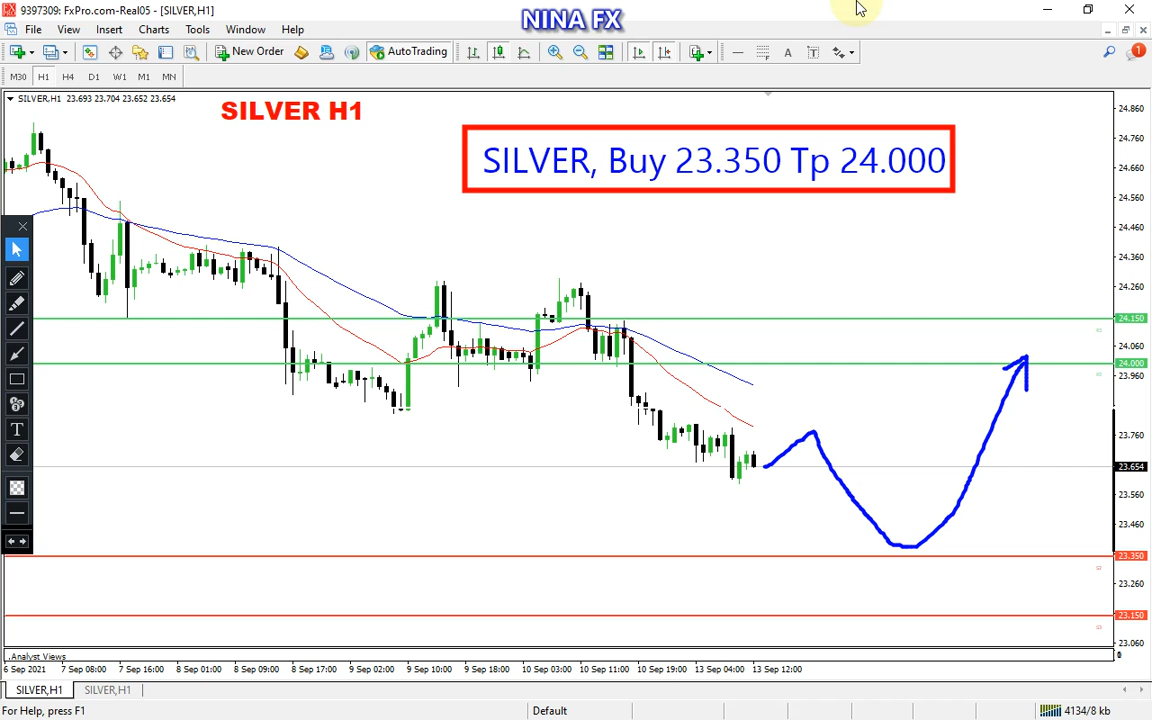 9397309: FxPro.com-Real05 - [SILVER,H1]
NINA FX
File View Insert Charts Tools Window Help
New Order AutoTrading A T 1
M30 H1 H4 D1 W1 M1 MN
SILVER,H1 23.693 23.704 23.652 23.654
SILVER H1
SILVER, Buy 23.350 Tp 24.000
24.860
24.760
24.660
24.560
24.460
24.360
24.260
24.150
24.060
24.000
23.960
23.760
23.654
23.560
23.460
23.350
23.260
23.150
23.060
T
Analyst Views
0
6 Sep 2021 7 Sep 08:00 7 Sep 16:00 8 Sep 01:00 8 Sep 09:00 8 Sep 17:00 9 Sep 02:00 9 Sep 10:00 9 Sep 18:00 10 Sep 03:00 10 Sep 11:00 10 Sep 19:00 13 Sep 04:00 13 Sep 12:00
SILVER,H1 SILVER,H1
For Help, press F1 Default 4134/8 kb